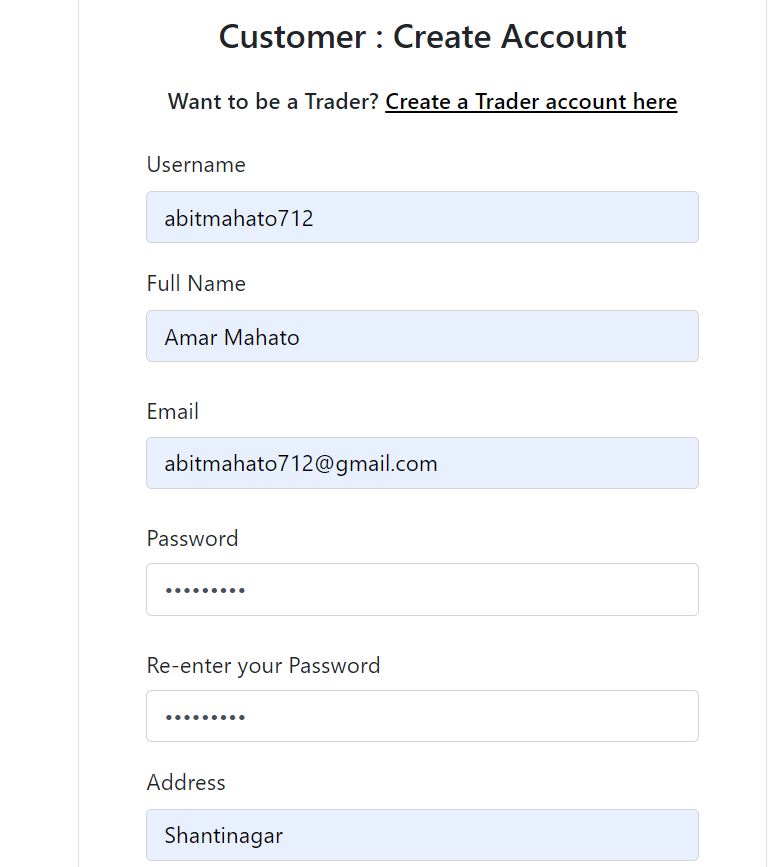 Customer : Create Account
Want to be a Trader? Create a Trader account here
Username
abitmahato712
Full Name
Amar Mahato
Email
abitmahato712@gmail.com
Password
•••••••••
Re-enter your Password
•••••••••
Address
Shantinagar